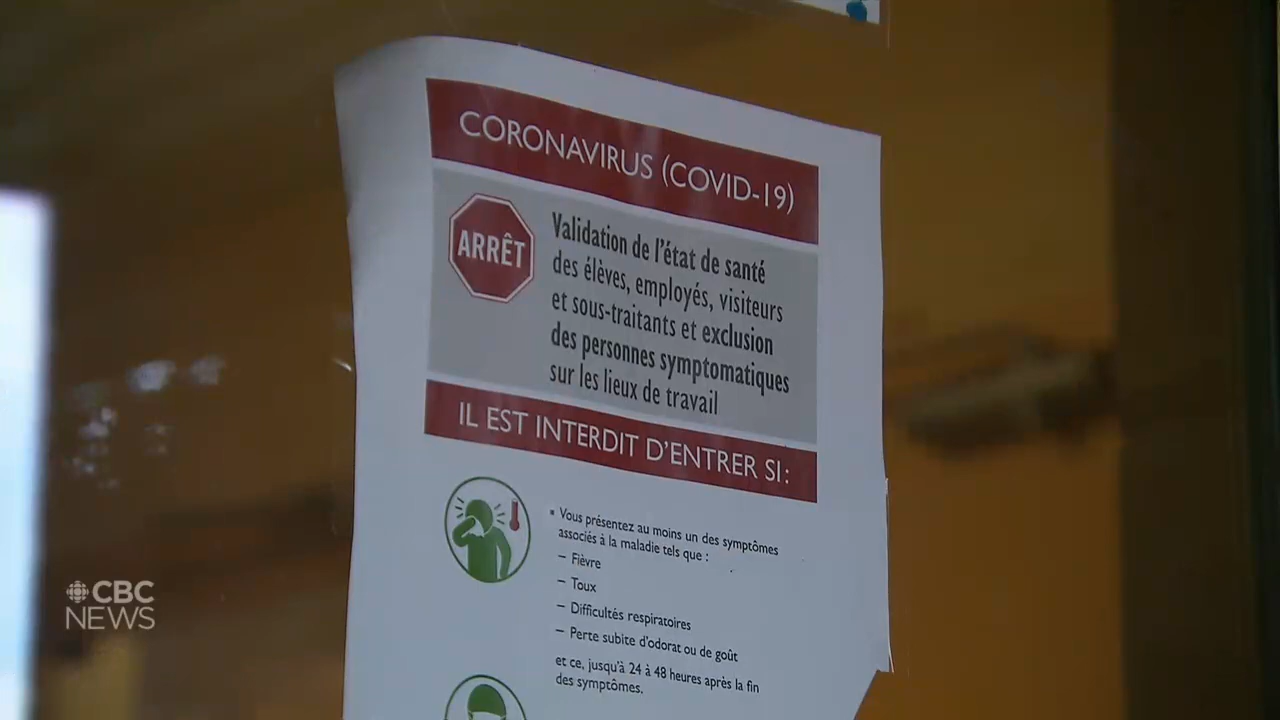 CORONAVIRUS (COVID-19)
ARRÊT
Validation de l'état de santé
des élèves, employés, visiteurs
et sous-traitants et exclusion
des personnes symptomatiques
sur les lieux de travail
IL EST INTERDIT D'ENTRER SI :
▪ Vous présentez au moins un des symptômes
associés à la maladie tels que :
– Fièvre
– Toux
– Difficultés respiratoires
– Perte subite d'odorat ou de goût
et ce, jusqu'à 24 à 48 heures après la fin
des symptômes.
CBC
NEWS